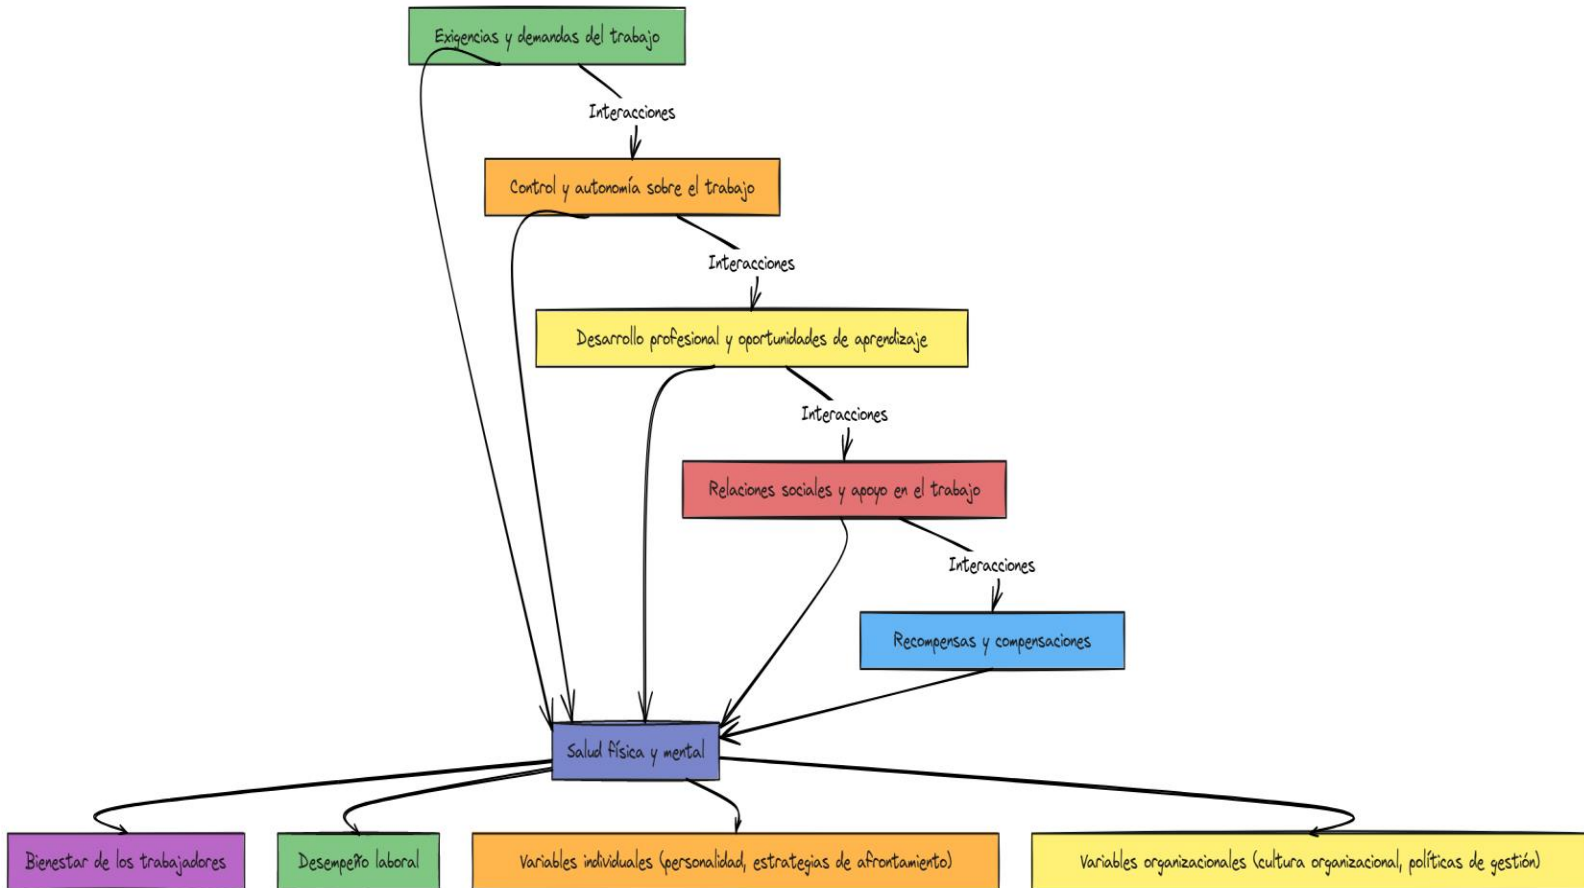 Exigencias y demandas del trabajo
Interacciones
Control y autonomía sobre el trabajo
Interacciones
Desarrollo profesional y oportunidades de aprendizaje
Interacciones
Relaciones sociales y apoyo en el trabajo
Interacciones
Recompensas y compensaciones
Salud física y mental
Bienestar de los trabajadores
Desempeño laboral
Variables individuales (personalidad, estrategias de afrontamiento)
Variables organizacionales (cultura organizacional, políticas de gestión)